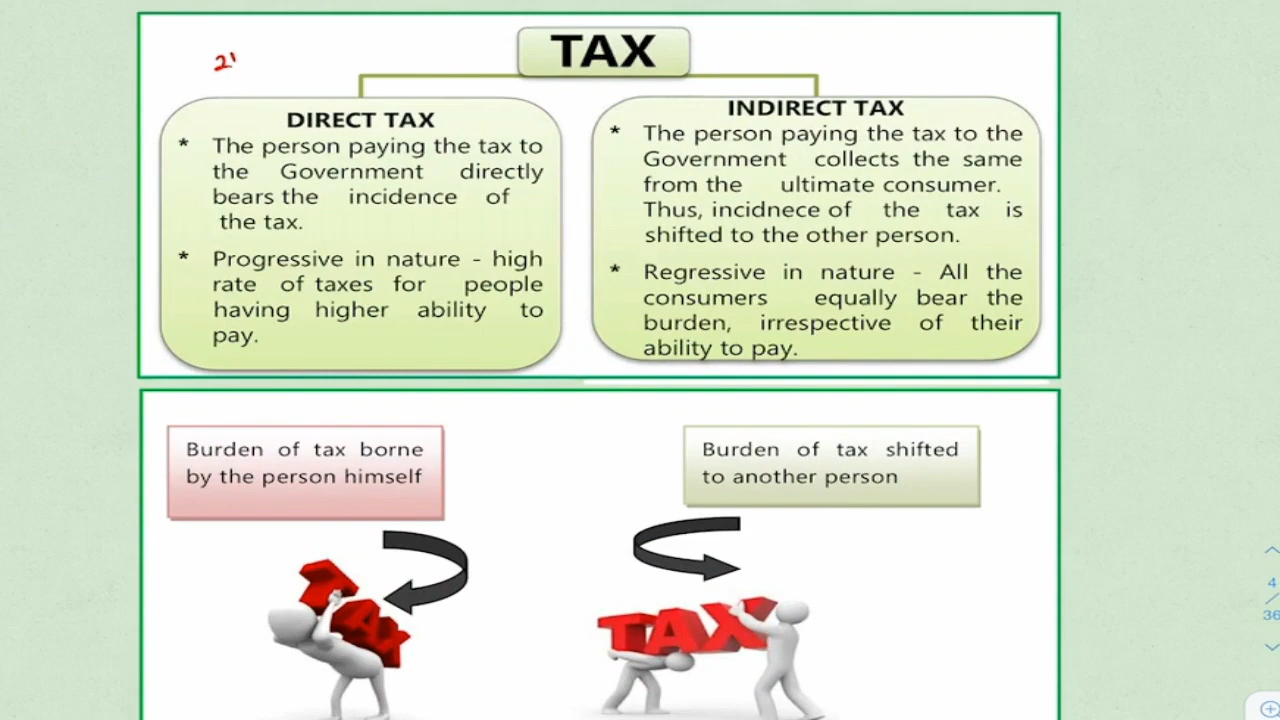 TAX
21
DIRECT TAX
* The person paying the tax to
the Government directly
bears the incidence of
the tax.
* Progressive in nature - high
rate of taxes for people
having higher ability to
pay.
INDIRECT TAX
* The person paying the tax to the
Government collects the same
from the ultimate consumer.
Thus, incidnece of the tax is
shifted to the other person.
* Regressive in nature - All the
consumers equally bear the
burden, irrespective of their
ability to pay.
Burden of tax borne
by the person himself
Burden of tax shifted
to another person
TAX
TAX
4
/
36